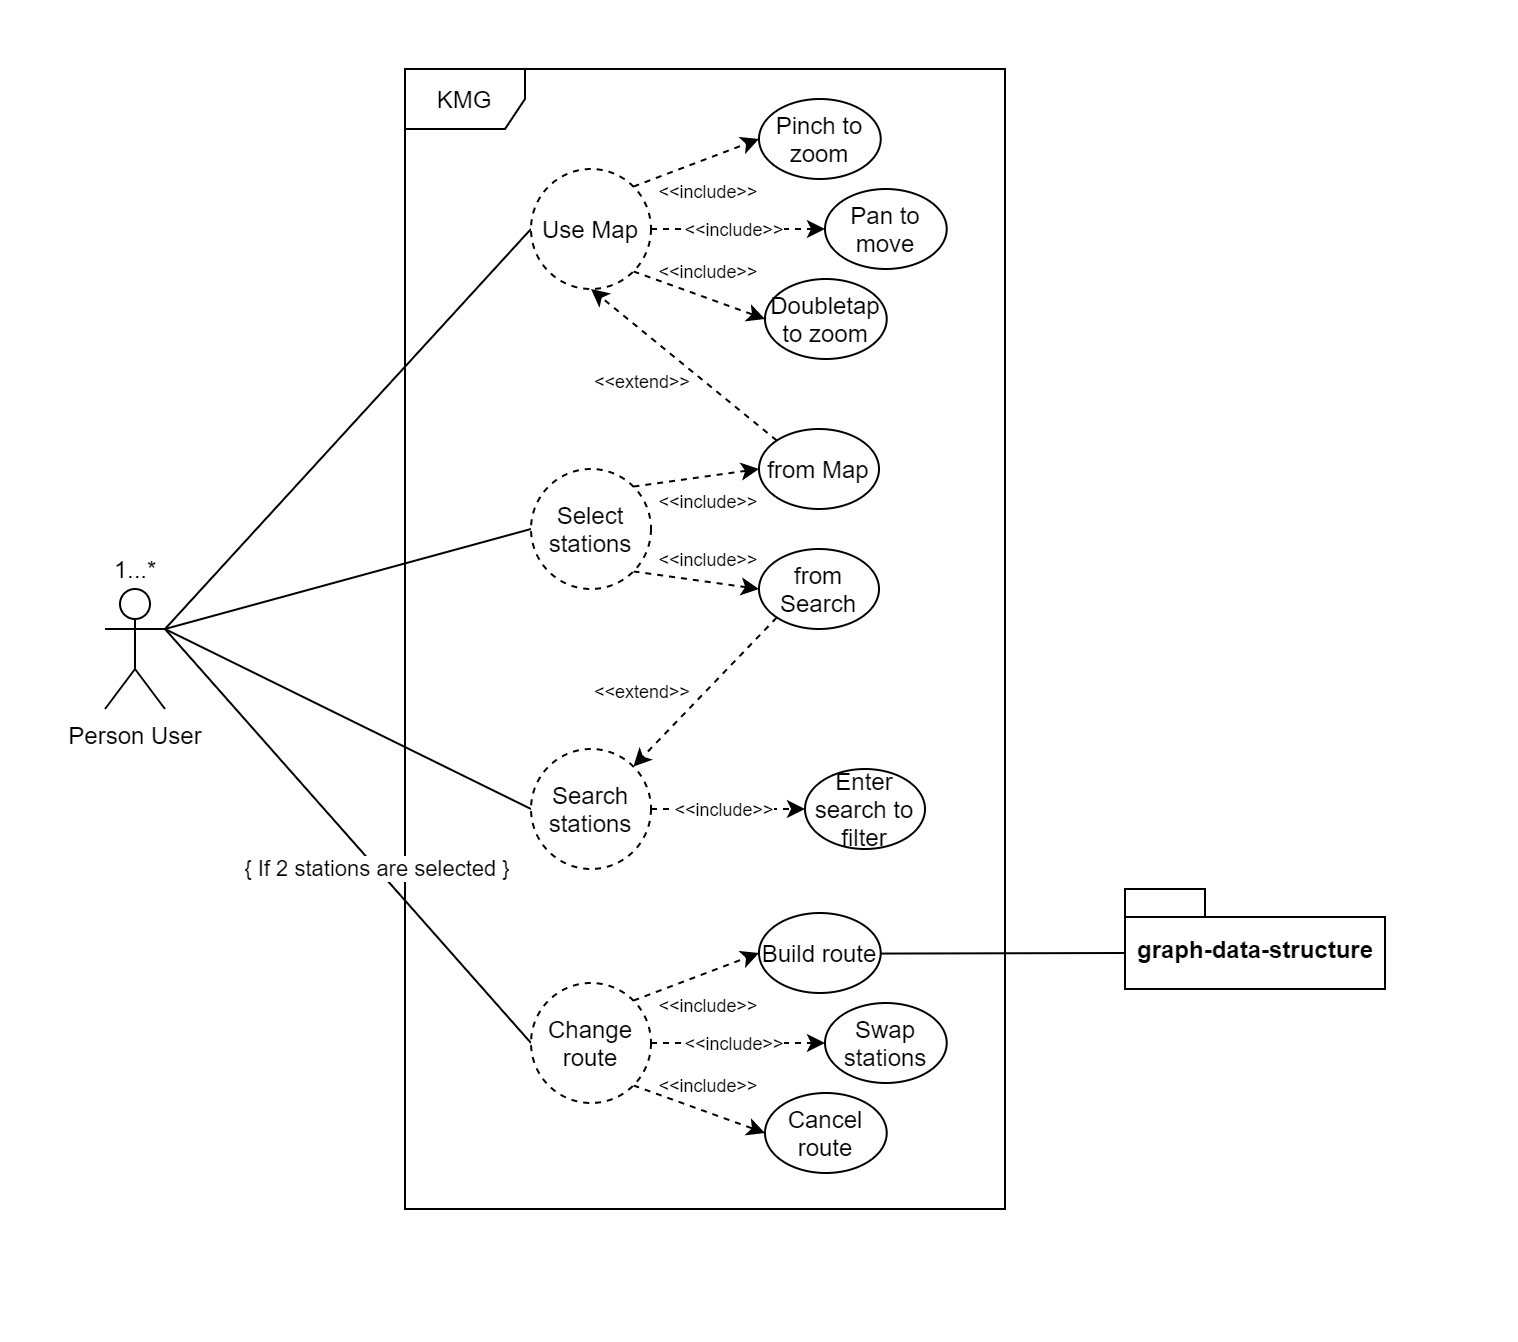 KMG
Pinch to
zoom
<<include>>
Use Map
<<include>>
Pan to
move
<<include>>
Doubletap
to zoom
<<extend>>
from Map
<<include>>
Select
stations
<<include>>
from
Search
1...*
Person User
<<extend>>
Search
stations
<<include>>
Enter
search to
filter
{ If 2 stations are selected }
Build route
graph-data-structure
<<include>>
Change
route
<<include>>
Swap
stations
<<include>>
Cancel
route